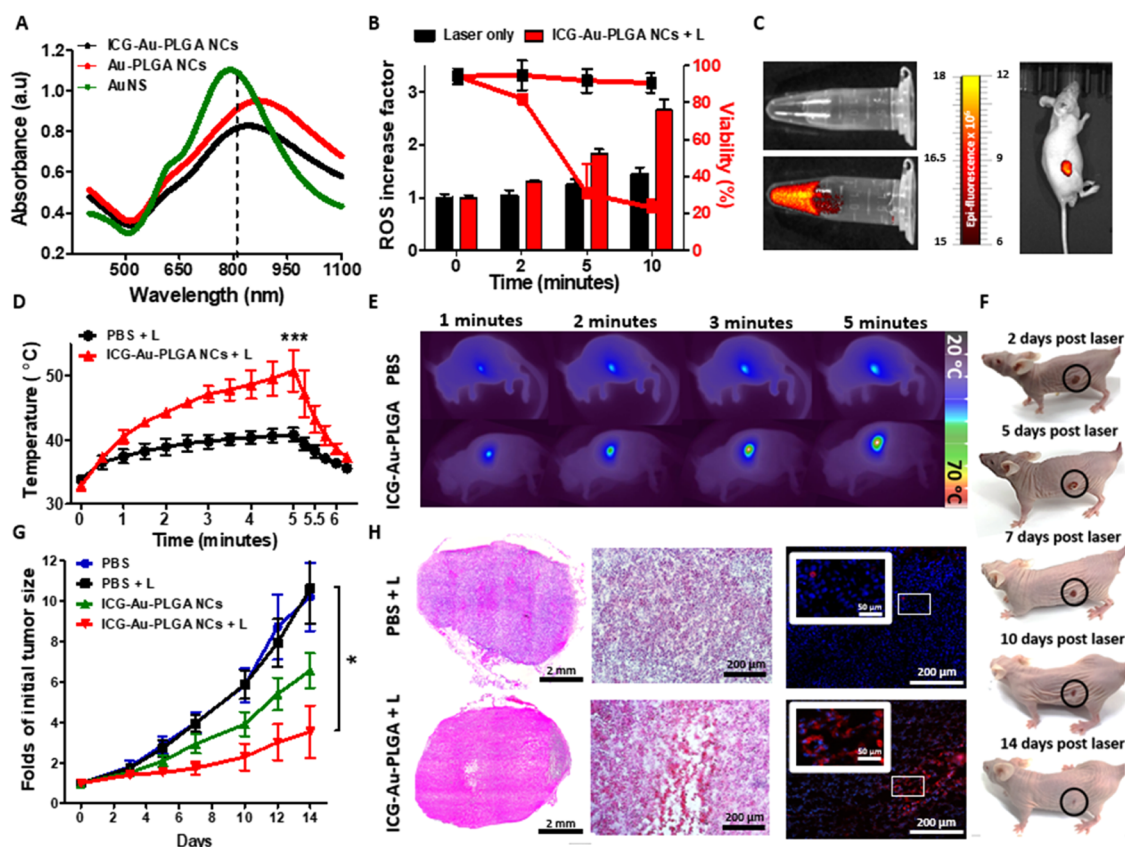 A
ICG-Au-PLGA NCs
Au-PLGA NCs
AuNS
1.2
1.0
0.8
0.6
0.4
0.2
Absorbance (a.u)
500
650
800
950
1100
Wavelength (nm)
B
Laser only
ICG-Au-PLGA NCs + L
3
2
1
0
ROS increase factor
100
80
60
40
20
0
Viability (%)
0
2
5
10
Time (minutes)
C
18
16.5
15
Epi-fluorescence x 10⁶
12
9
6
D
PBS + L
ICG-Au-PLGA NCs + L
***
50
40
30
Temperature ( °C)
0
1
2
3
4
5
5.5
6
Time (minutes)
E
1 minutes
2 minutes
3 minutes
5 minutes
PBS
ICG-Au-PLGA
20 °C
70 °C
F
2 days post laser
5 days post laser
7 days post laser
10 days post laser
14 days post laser
G
PBS
PBS + L
ICG-Au-PLGA NCs
ICG-Au-PLGA NCs + L
*
12
10
8
6
4
2
0
Folds of initial tumor size
0
2
4
6
8
10
12
14
Days
H
PBS + L
2 mm
200 µm
50 µm
200 µm
ICG-Au-PLGA + L
2 mm
200 µm
50 µm
200 µm